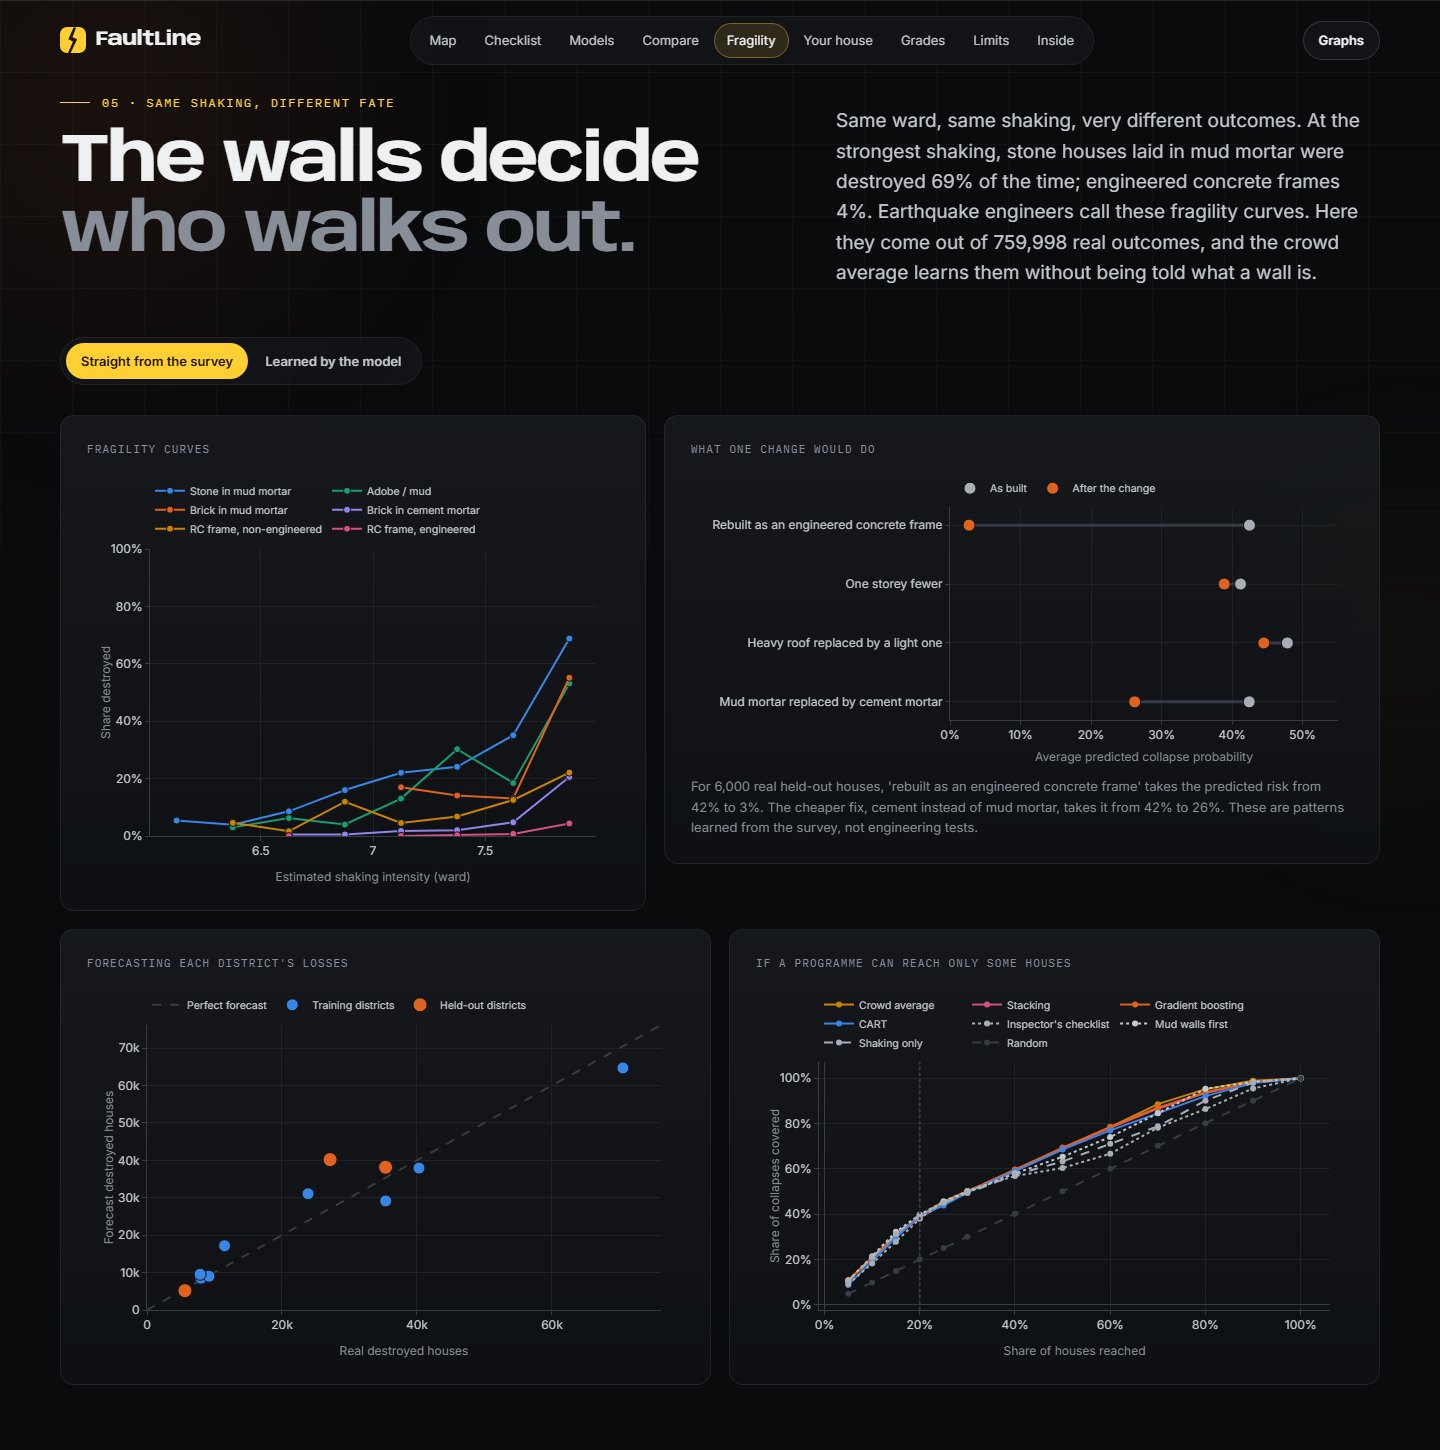 FaultLine
Map Checklist Models Compare Fragility Your house Grades Limits Inside
Graphs
05 · SAME SHAKING, DIFFERENT FATE
The walls decide
who walks out.
Same ward, same shaking, very different outcomes. At the
strongest shaking, stone houses laid in mud mortar were
destroyed 69% of the time; engineered concrete frames
4%. Earthquake engineers call these fragility curves. Here
they come out of 759,998 real outcomes, and the crowd
average learns them without being told what a wall is.
Straight from the survey Learned by the model
FRAGILITY CURVES
Stone in mud mortar Adobe / mud
Brick in mud mortar Brick in cement mortar
RC frame, non-engineered RC frame, engineered
100%
80%
60%
40%
20%
0%
Share destroyed
6.5 7 7.5
Estimated shaking intensity (ward)
WHAT ONE CHANGE WOULD DO
As built After the change
Rebuilt as an engineered concrete frame
One storey fewer
Heavy roof replaced by a light one
Mud mortar replaced by cement mortar
0% 10% 20% 30% 40% 50%
Average predicted collapse probability
For 6,000 real held-out houses, 'rebuilt as an engineered concrete frame' takes the predicted risk from
42% to 3%. The cheaper fix, cement instead of mud mortar, takes it from 42% to 26%. These are patterns
learned from the survey, not engineering tests.
FORECASTING EACH DISTRICT'S LOSSES
Perfect forecast Training districts Held-out districts
70k
60k
50k
40k
30k
20k
10k
0
Forecast destroyed houses
0 20k 40k 60k
Real destroyed houses
IF A PROGRAMME CAN REACH ONLY SOME HOUSES
Crowd average Stacking Gradient boosting
CART Inspector's checklist Mud walls first
Shaking only Random
100%
80%
60%
40%
20%
0%
Share of collapses covered
0% 20% 40% 60% 80% 100%
Share of houses reached